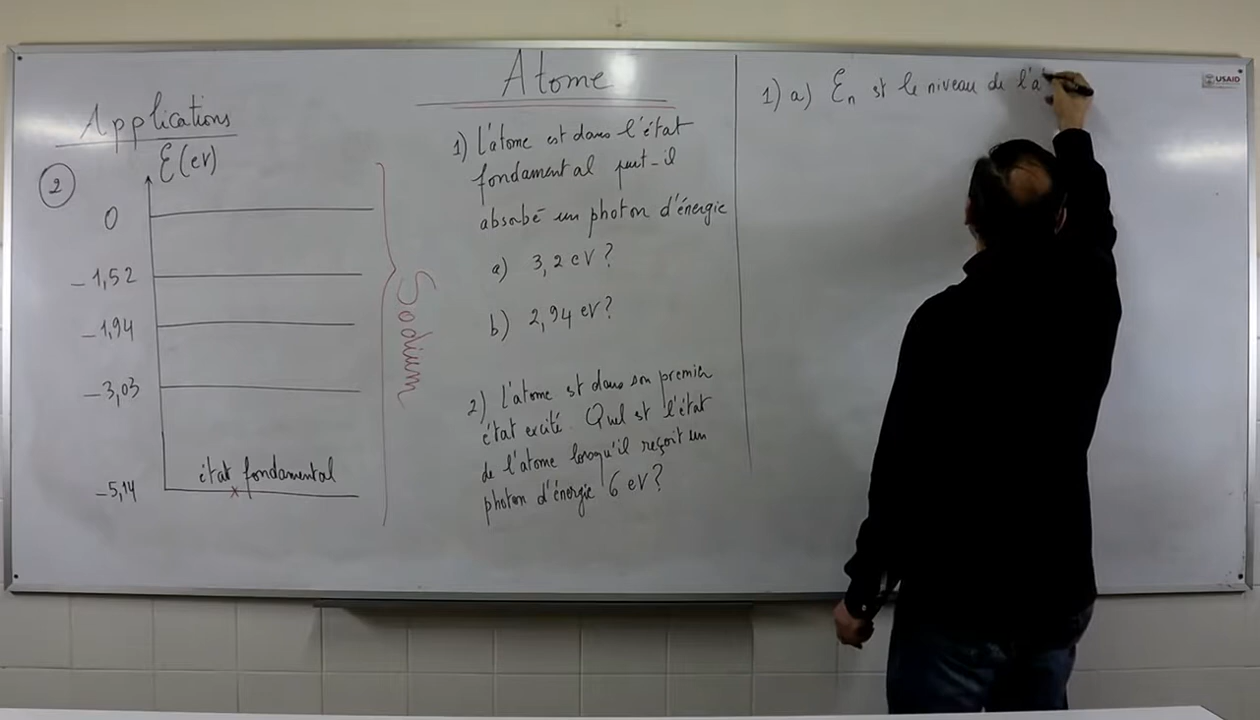 Atome
Applications
E(eV)
2
0
-1,52
-1,94
-3,03
-5,14
état fondamental
Sodium
1) L'atome est dans l'état
fondamental peut-il
absorbé un photon d'énergie
a) 3,2 eV?
b) 2,94 eV?
2) L'atome st dans son premier
état excité. Quel st l'état
de l'atome lorsqu'il reçoit un
photon d'énergie 6 eV?
1) a) En st le niveau de l'a
USAID